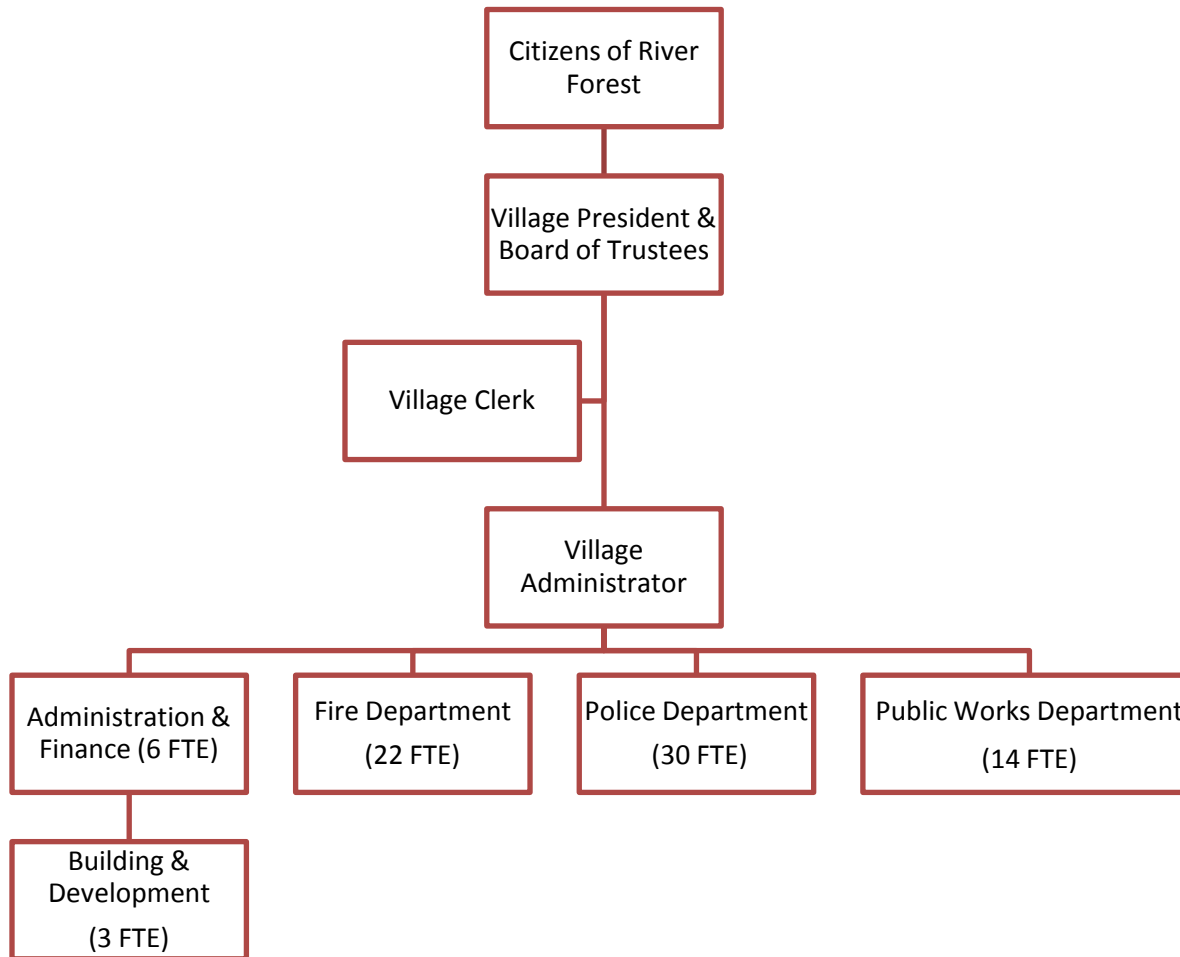 Citizens of River
Forest
Village President &
Board of Trustees
Village Clerk
Village
Administrator
Administration &
Finance (6 FTE)
Fire Department
(22 FTE)
Police Department
(30 FTE)
Public Works Department
(14 FTE)
Building &
Development
(3 FTE)